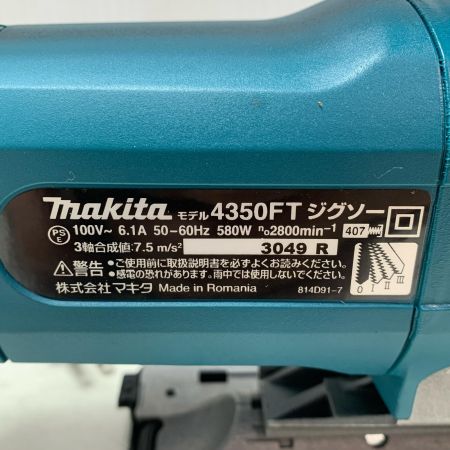 makita モデル 4350FT ジグソー
PSE 100V~ 6.1A 50-60Hz 580W n₀2800min⁻¹ 407
3軸合成値:7.5 m/s² 3049 R
警告:ご使用前に取扱説明書を必ずよくお読みください。
感電の恐れがあります。雨中では使用しないでください。
株式会社マキタ Made in Romania 814D91-7
0 I II III